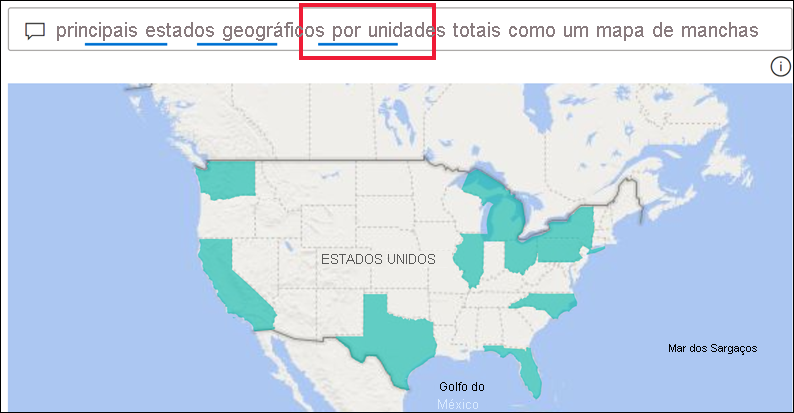 principais estados geográficos por unidades totais como um mapa de manchas
ESTADOS UNIDOS
Mar dos Sargaços
Golfo do
México